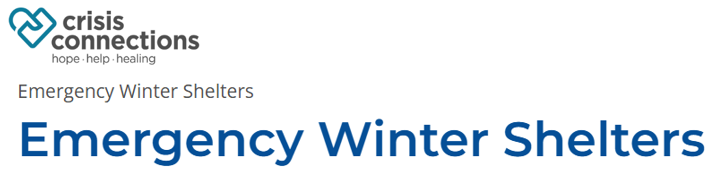 crisis
connections
hope · help · healing
Emergency Winter Shelters
Emergency Winter Shelters